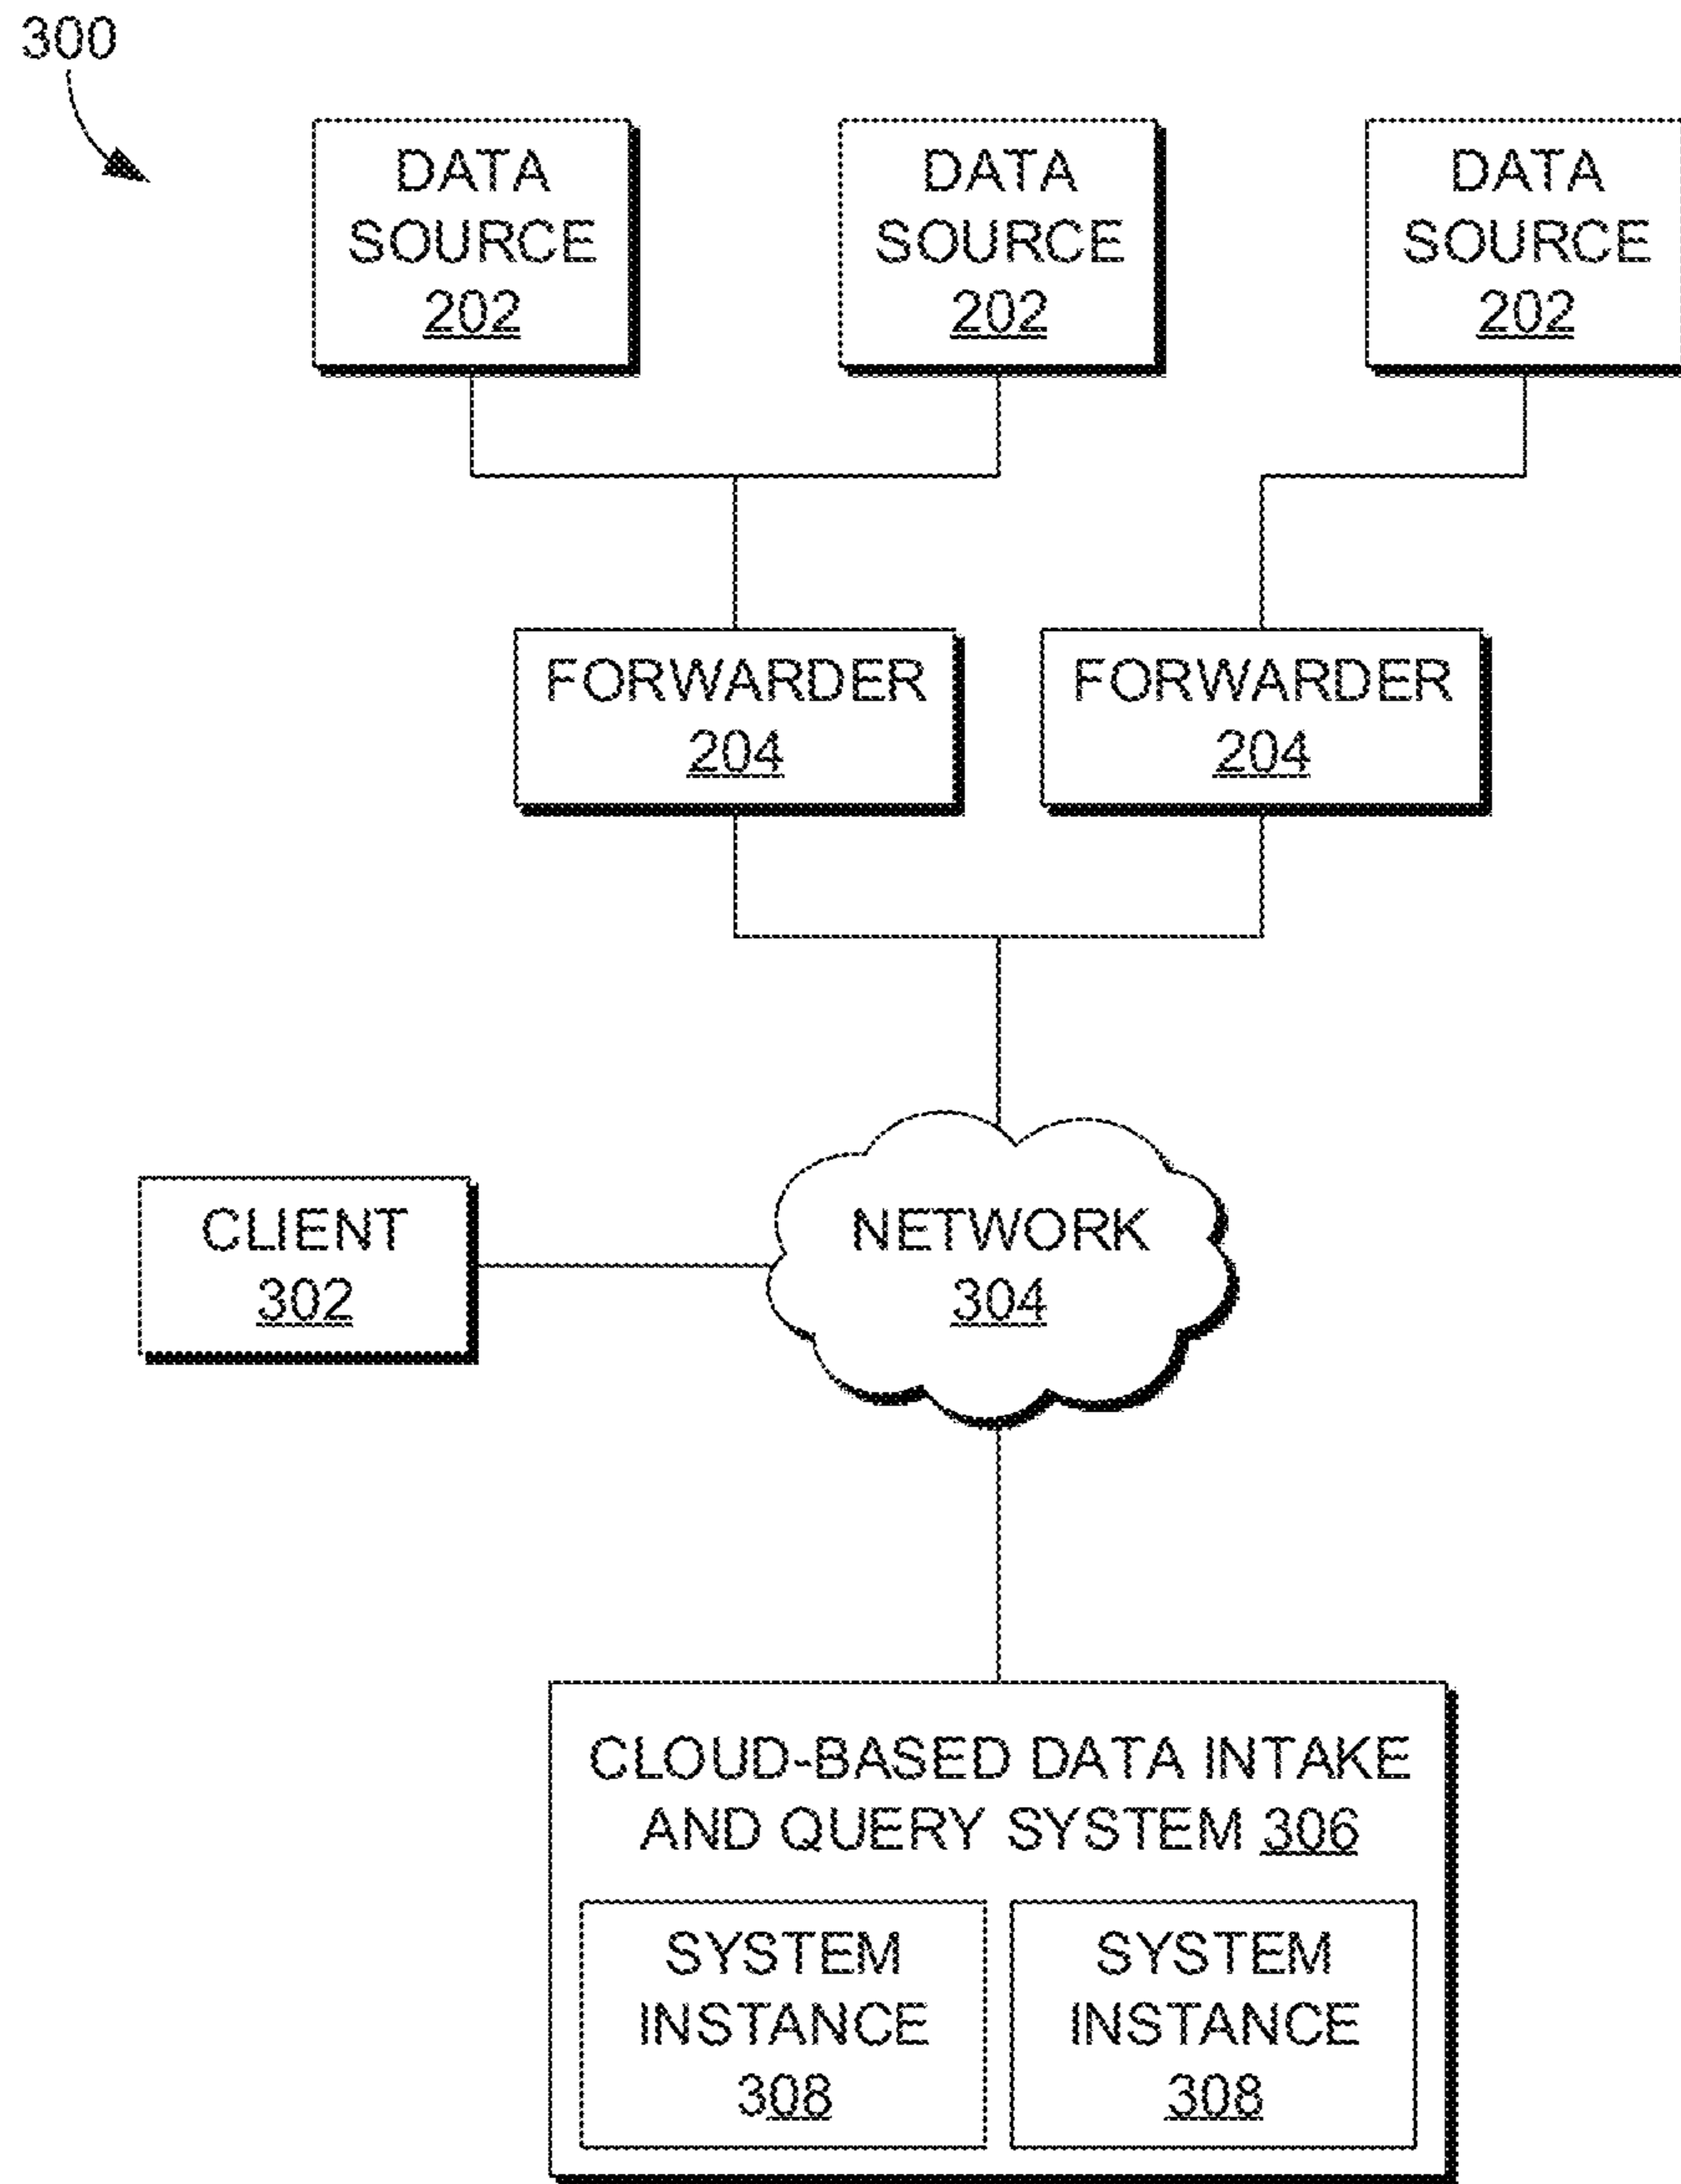 300
DATA
SOURCE
202
DATA
SOURCE
202
DATA
SOURCE
202
FORWARDER
204
FORWARDER
204
CLIENT
302
NETWORK
304
CLOUD-BASED DATA INTAKE
AND QUERY SYSTEM 306
SYSTEM
INSTANCE
308
SYSTEM
INSTANCE
308